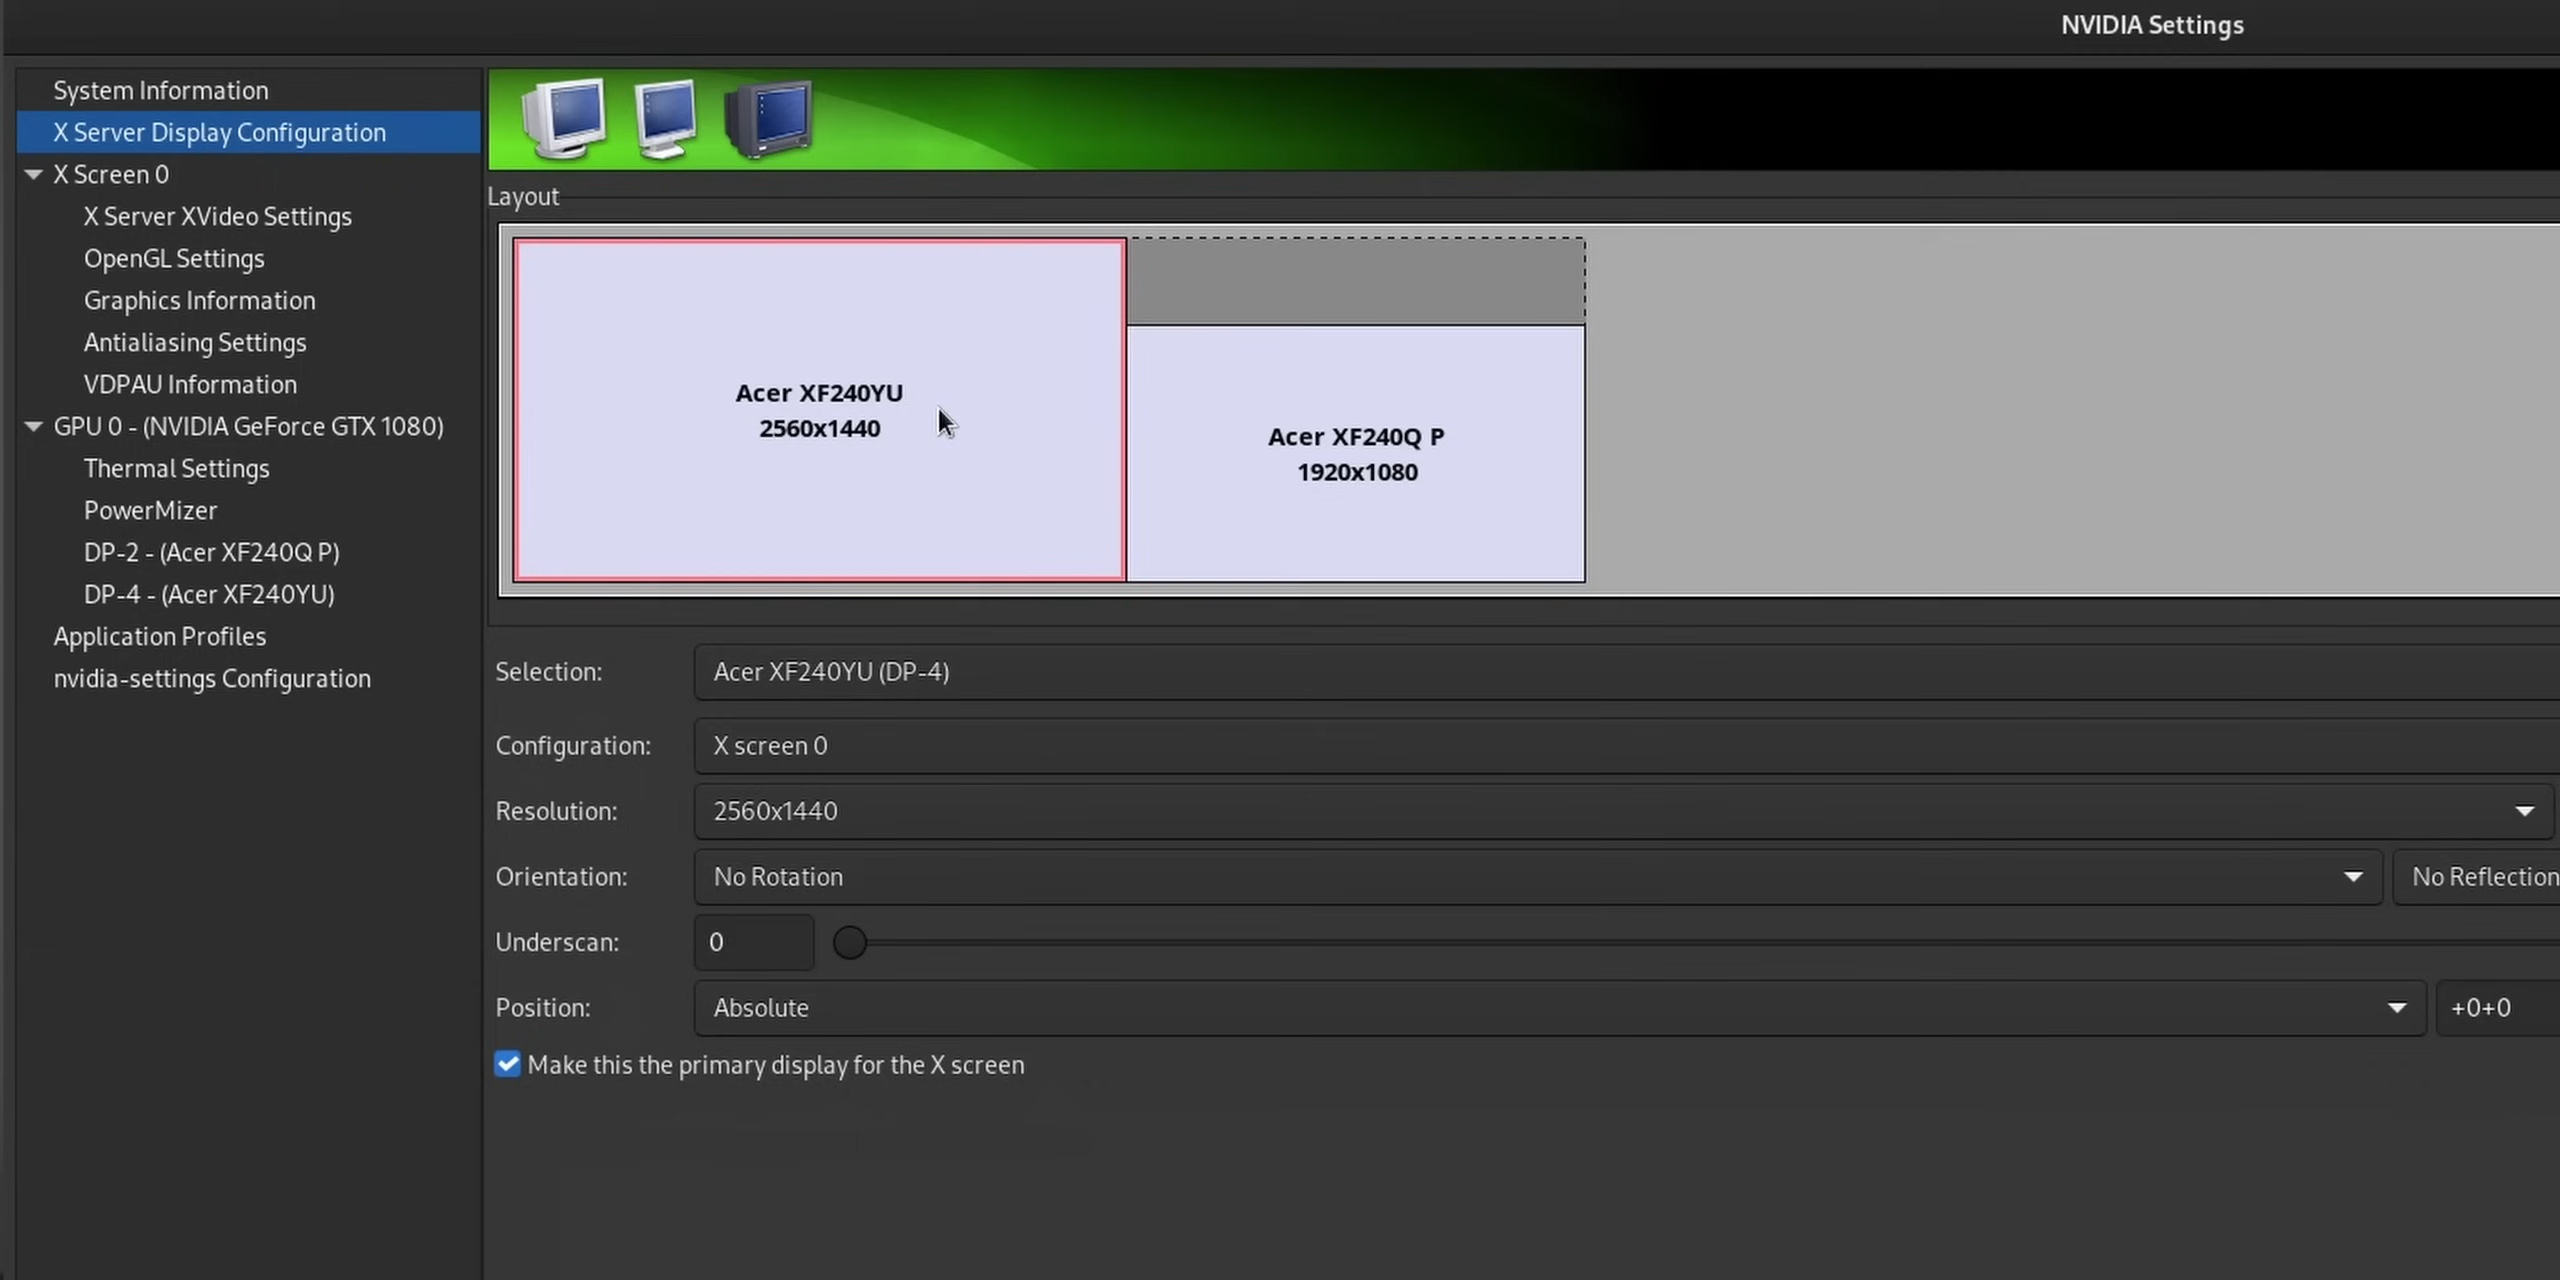 NVIDIA Settings
System Information
X Server Display Configuration
X Screen 0
X Server XVideo Settings
OpenGL Settings
Graphics Information
Antialiasing Settings
VDPAU Information
GPU 0 - (NVIDIA GeForce GTX 1080)
Thermal Settings
PowerMizer
DP-2 - (Acer XF240Q P)
DP-4 - (Acer XF240YU)
Application Profiles
nvidia-settings Configuration
Layout
Acer XF240YU
2560x1440
Acer XF240Q P
1920x1080
Selection: Acer XF240YU (DP-4)
Configuration: X screen 0
Resolution: 2560x1440
Orientation: No Rotation No Reflection
Underscan: 0
Position: Absolute +0+0
Make this the primary display for the X screen